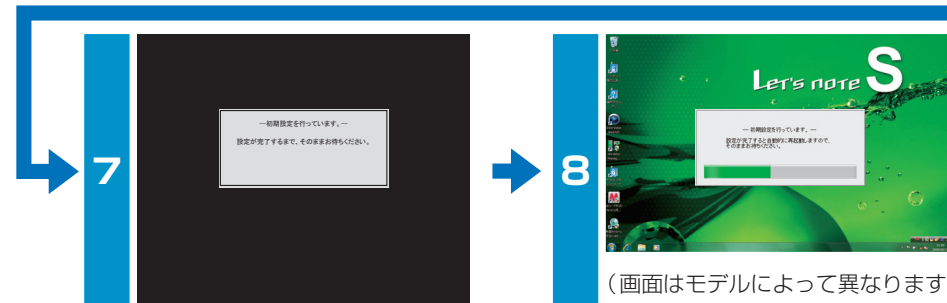 7
—初期設定を行っています。—
設定が完了するまで、そのままお待ちください。
8
Let's note S
— 初期設定を行っています。—
設定が完了すると自動的に再起動しますので、
そのままお待ちください。
（画面はモデルによって異なります